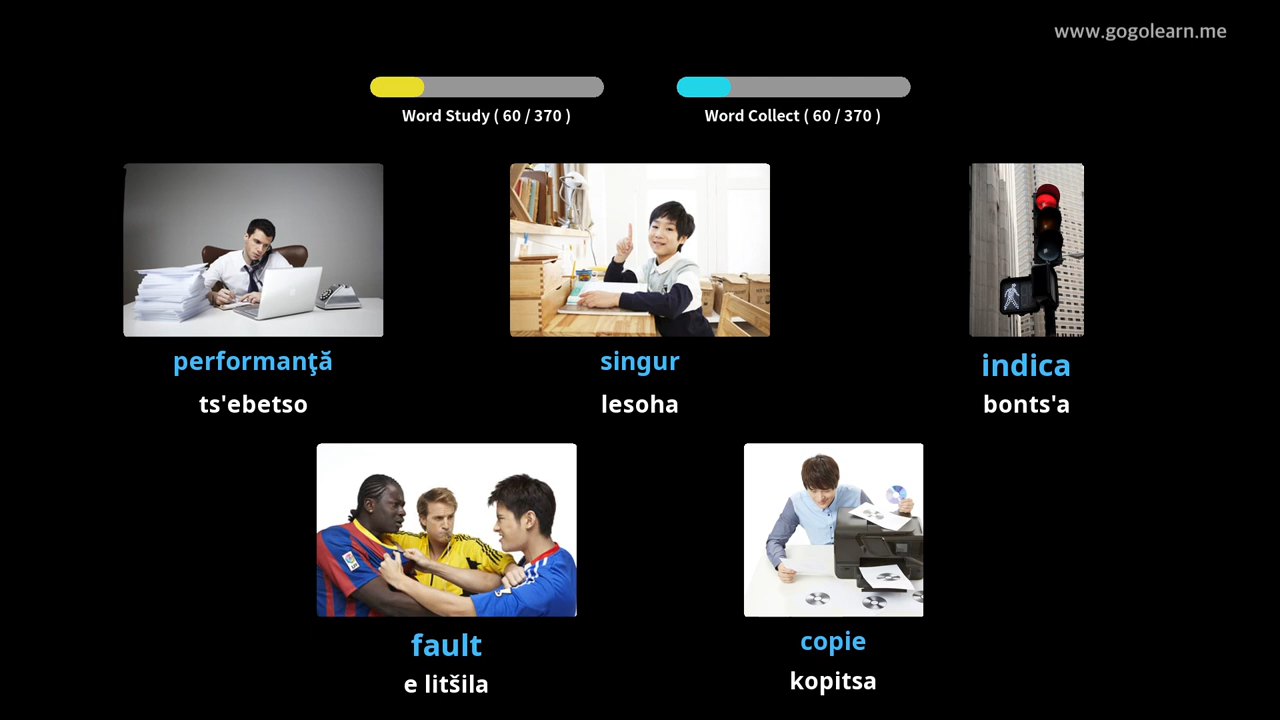 www.gogolearn.me
Word Study ( 60 / 370 )
Word Collect ( 60 / 370 )
performanţă
singur
indica
ts'ebetso
lesoha
bonts'a
fault
copie
e litšila
kopitsa